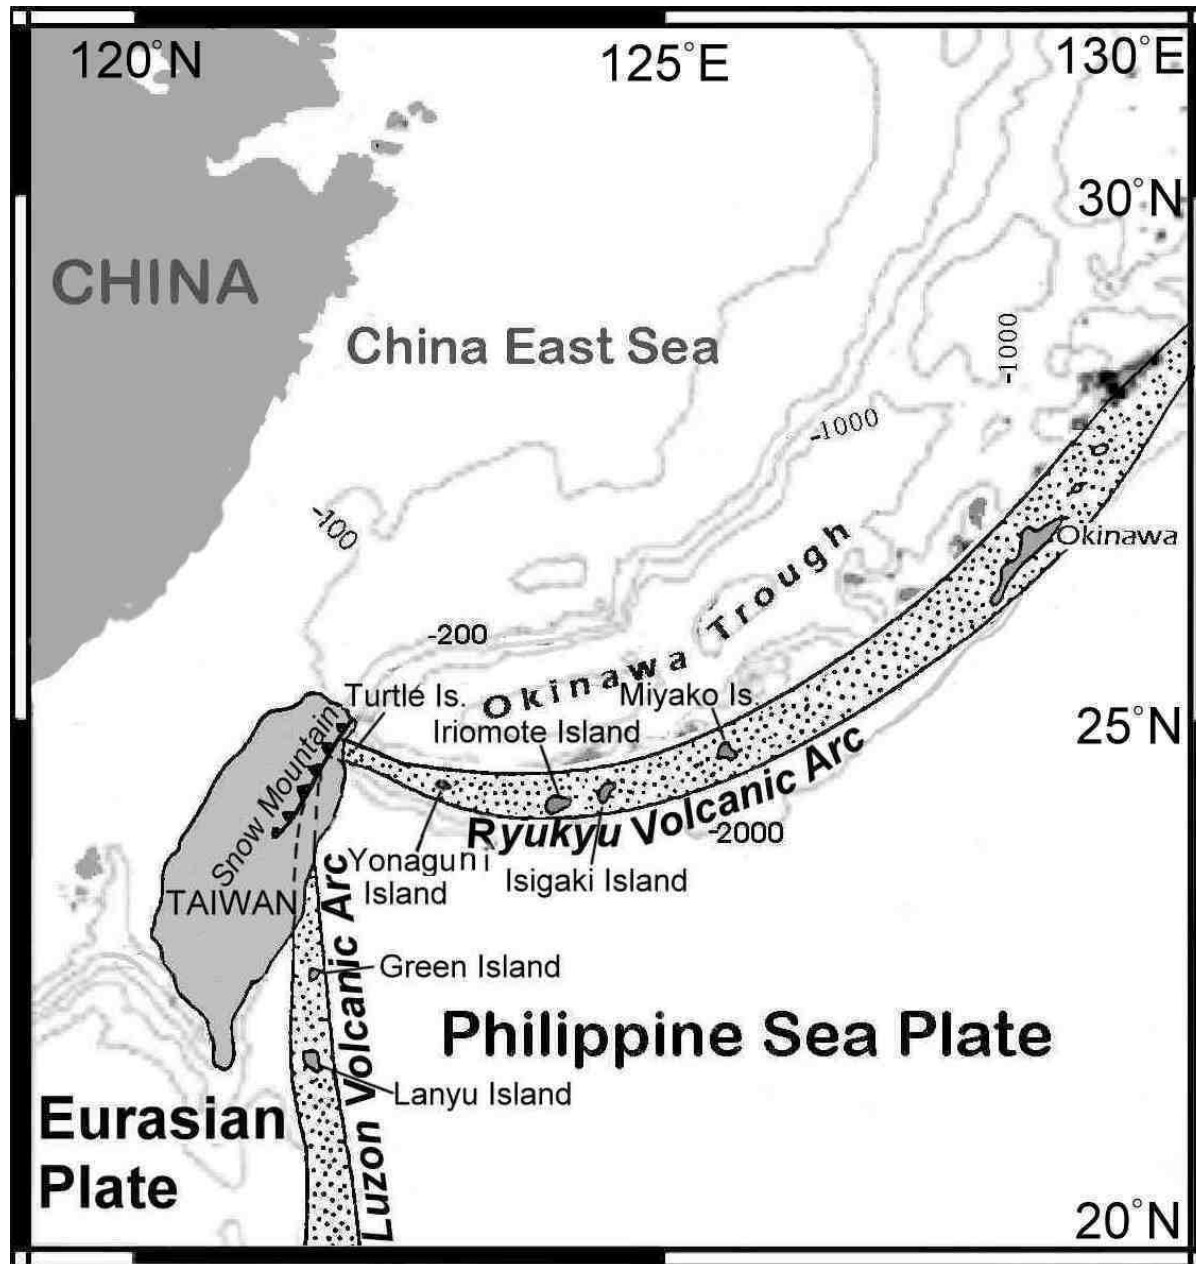 120°N
125°E
130°E
30°N
CHINA
China East Sea
-1000
-1000
-100
Okinawa
Okinawa Trough
-200
Turtlé Is.
Miyako Is.
Iriomote Island
25°N
Snow Mountain
Ryukyu Volcanic Arc
-2000
Yonaguni
Island
Isigaki Island
TAIWAN
Luzon Volcanic Arc
Green Island
Philippine Sea Plate
Lanyu Island
Eurasian
Plate
20°N